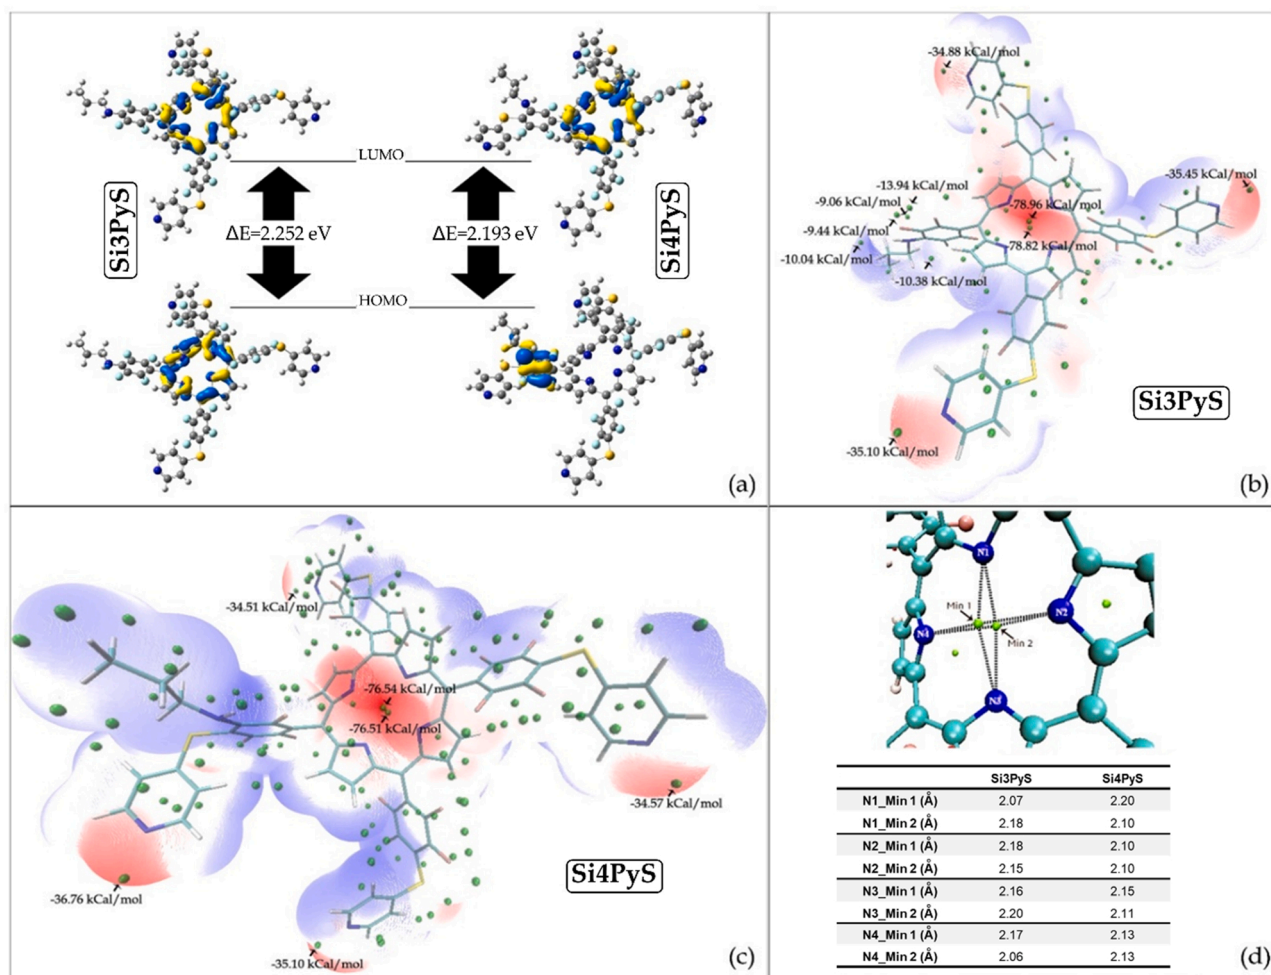 LUMO
Si3PyS
ΔE=2.252 eV
ΔE=2.193 eV
Si4PyS
HOMO
(a)
-34.88 kCal/mol
-35.45 kCal/mol
-13.94 kCal/mol
-9.06 kCal/mol
-78.96 kCal/mol
-9.44 kCal/mol
-78.82 kCal/mol
-10.04 kCal/mol
-10.38 kCal/mol
Si3PyS
-35.10 kCal/mol
(b)
-34.51 kCal/mol
-76.54 kCal/mol
-76.51 kCal/mol
-34.57 kCal/mol
Si4PyS
-36.76 kCal/mol
-35.10 kCal/mol
(c)
N1
Min 1
N2
N4
Min 2
N3
Si3PyS Si4PyS
N1_Min 1 (Å) 2.07 2.20
N1_Min 2 (Å) 2.18 2.10
N2_Min 1 (Å) 2.18 2.10
N2_Min 2 (Å) 2.15 2.10
N3_Min 1 (Å) 2.16 2.15
N3_Min 2 (Å) 2.20 2.11
N4_Min 1 (Å) 2.17 2.13
N4_Min 2 (Å) 2.06 2.13
(d)